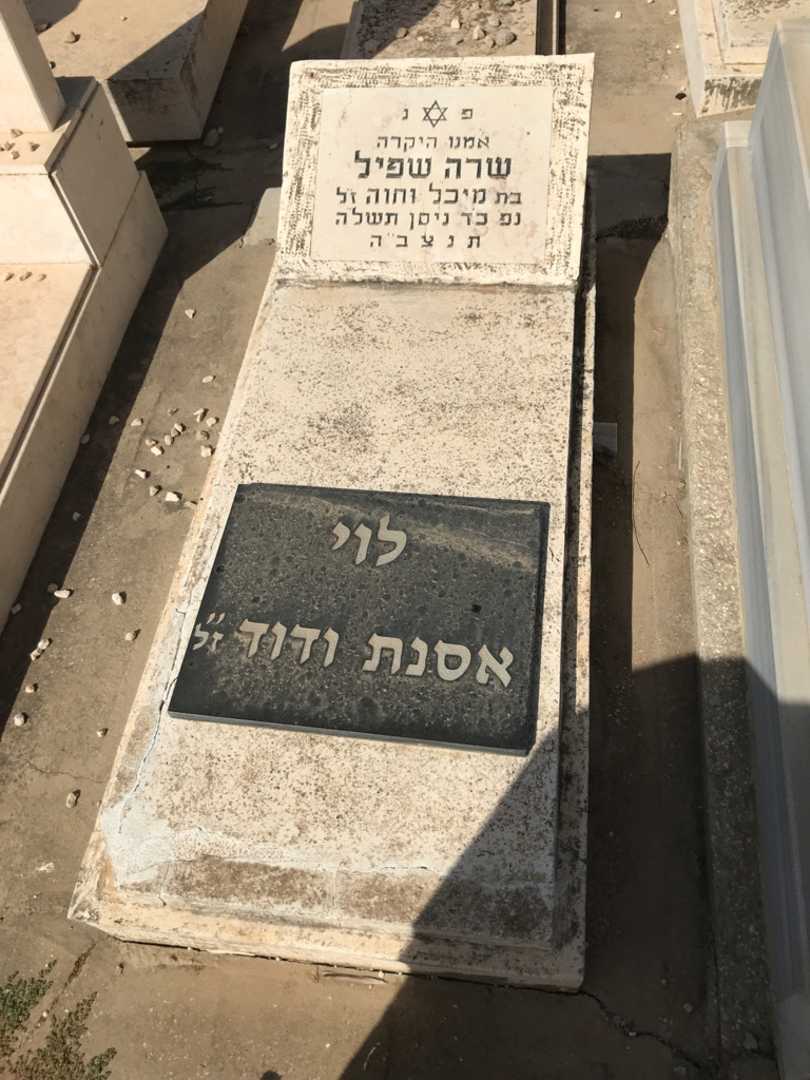 פ נ
אמנו היקרה
שרה שפיל
בת מיכל וחוה ז"ל
נפ כד ניסן תשלה
ת נ צ ב "ה
לוי
אסנת ודוד ז"ל